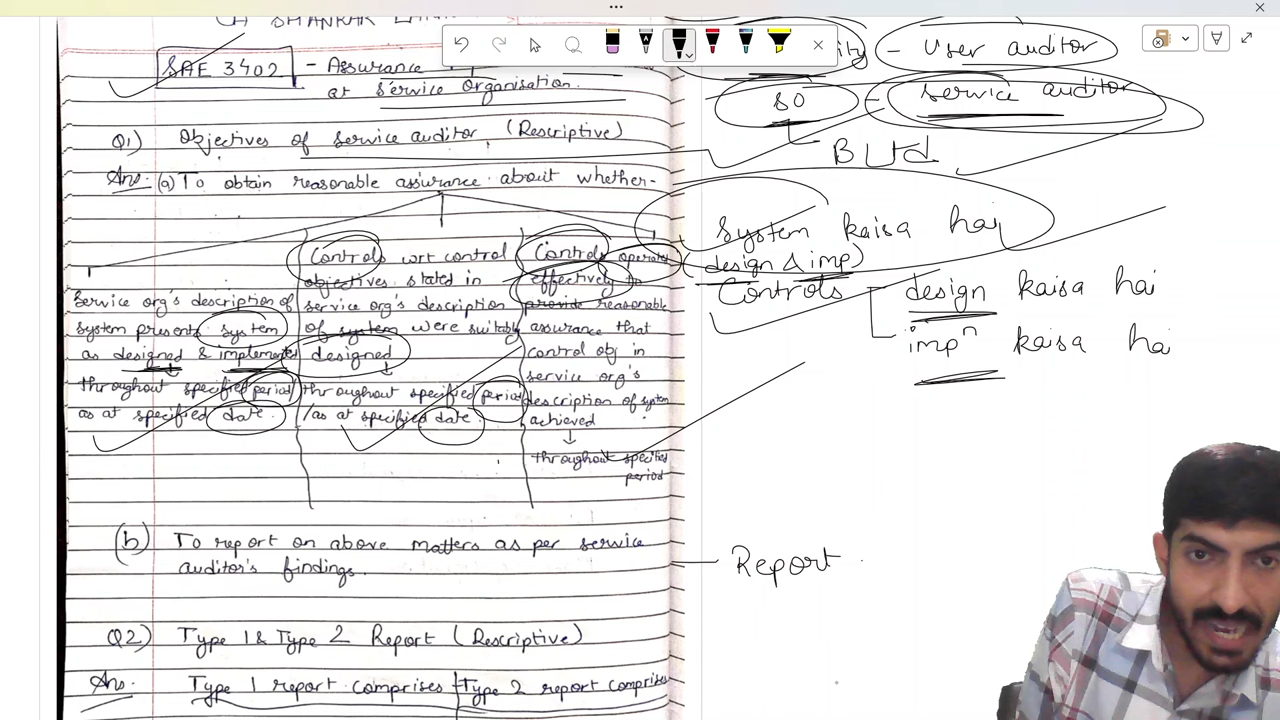 SAE 3402 - Assurance
at Service Organisation.
Q1) Objectives of service auditor (Rescriptive)
Ans: (a) To obtain reasonable assurance about whether-
Service org's description of
system presents system
as designed & implemented
throughout specified period/
as at specified date.
Controls wrt control
objectives stated in
service org's description
of system were suitably
designed
throughout specified period
/as at specified date.
Controls operated
effectively to
provide reasonable
assurance that
control obj in
service org's
description of system
achieved
throughout specified
period
(b) To report on above matters as per service
auditor's findings.
Q2) Type 1 & Type 2 Report (Rescriptive)
Ans. Type 1 report comprises Type 2 report comprises
- User auditor
SO - service auditor
B Ltd
System kaisa hai
(design & imp)
Controls - design kaisa hai
impⁿ kaisa hai
Report